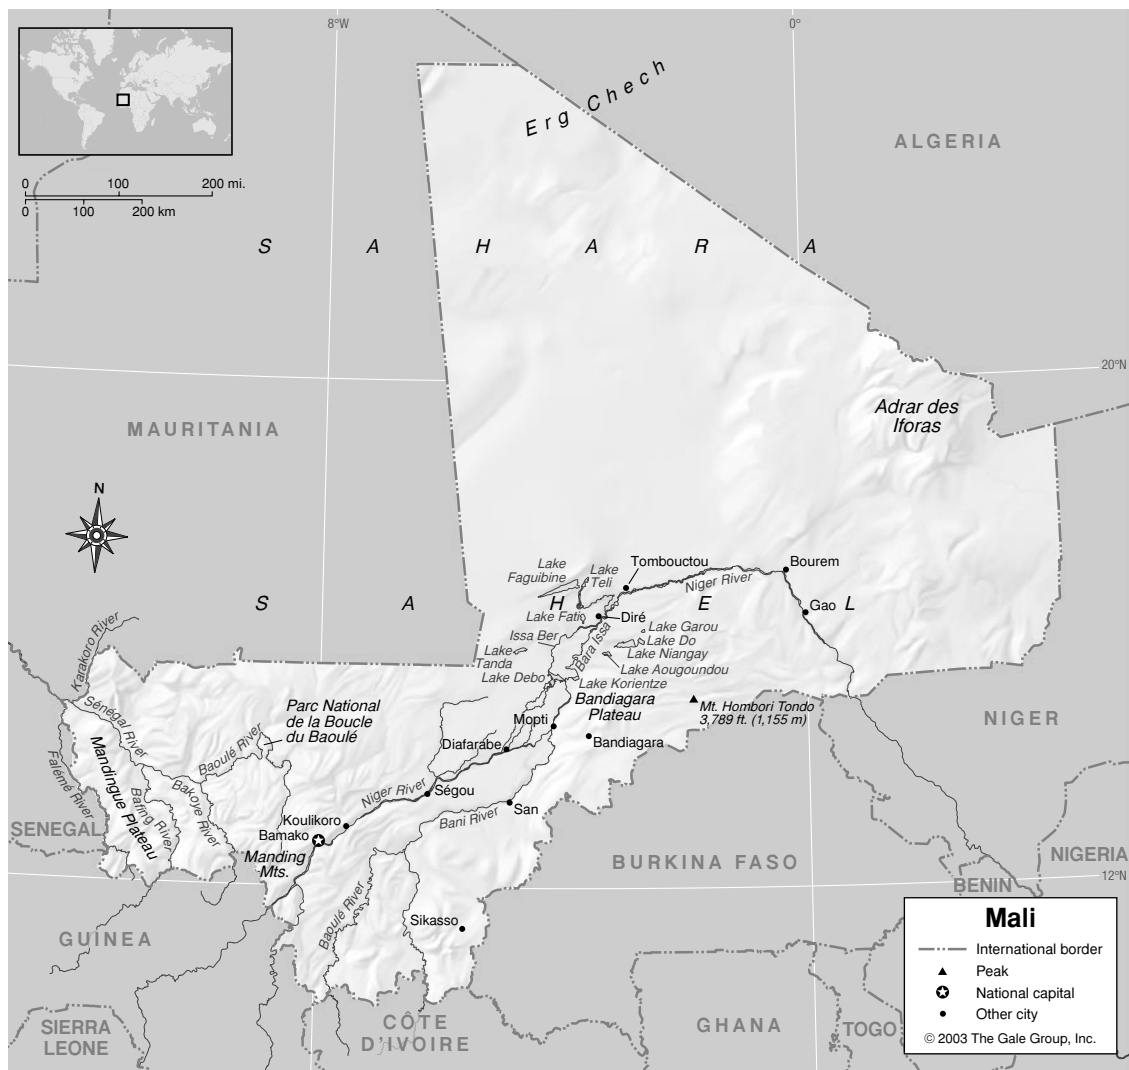 8°W
0°
Erg Chech
ALGERIA
0 100 200 mi.
0 100 200 km
S A H A R A
20°N
Adrar des
Iforas
MAURITANIA
N
Lake
Faguibine
Lake
Teli
Tombouctou
Niger River
Bourem
S A H E L
Gao
Lake Fati
Diré
Karakoro River
Issa Ber
Bara Issa
Lake Garou
Lake Do
Lake Niangay
Lake
Tanda
Lake Aougoundou
Lake Debo
Lake Korientze
Sénégal River
Parc National
de la Boucle
du Baoulé
Bandiagara
Plateau
Mt. Hombori Tondo
3,789 ft. (1,155 m)
NIGER
Mopti
Baoulé River
Diafarabe
Bandiagara
Falémé River
Mandingue Plateau
Bafing River
Bakoye River
Niger River
Ségou
San
Bani River
SENEGAL
Koulikoro
Bamako
Manding
Mts.
BURKINA FASO
NIGERIA
12°N
BENIN
Baoulé River
Sikasso
GUINEA
SIERRA
LEONE
CÔTE
D'IVOIRE
GHANA
TOGO
Mali
International border
Peak
National capital
Other city
© 2003 The Gale Group, Inc.